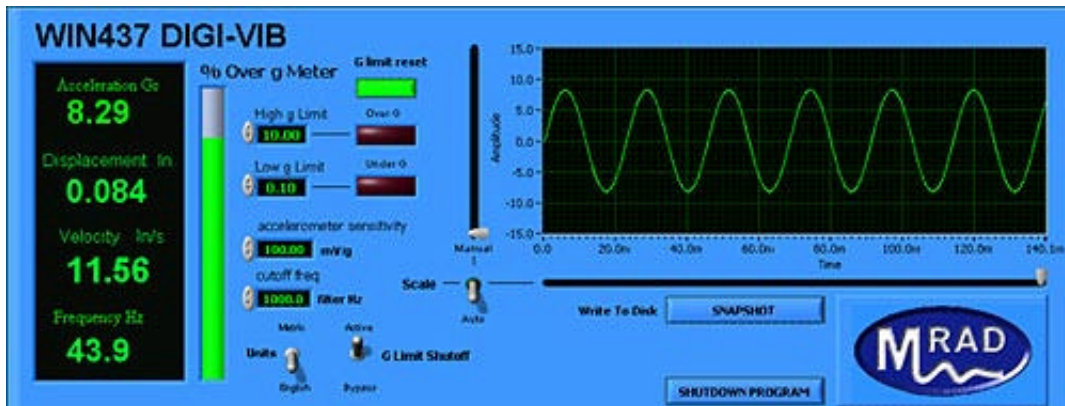 WIN437 DIGI-VIB
Acceleration Gs
8.29
Displacement In
0.084
Velocity In/s
11.56
Frequency Hz
43.9
% Over g Meter
G limit reset
High g Limit
10.00
Over G
Low g Limit
0.10
Under G
accelerometer sensitivity
100.00 mV/g
cutoff freq
1000.0 filter Hz
Metric
Units
English
Active
G Limit Shutoff
Bypass
Manual
Scale
Auto
Amplitude
15.0
10.0
5.0
0.0
-5.0
-10.0
-15.0
0.0 20.0m 40.0m 60.0m 80.0m 100.0m 120.0m 140.1m
Time
Write To Disk SNAPSHOT
SHUTDOWN PROGRAM
MRAD